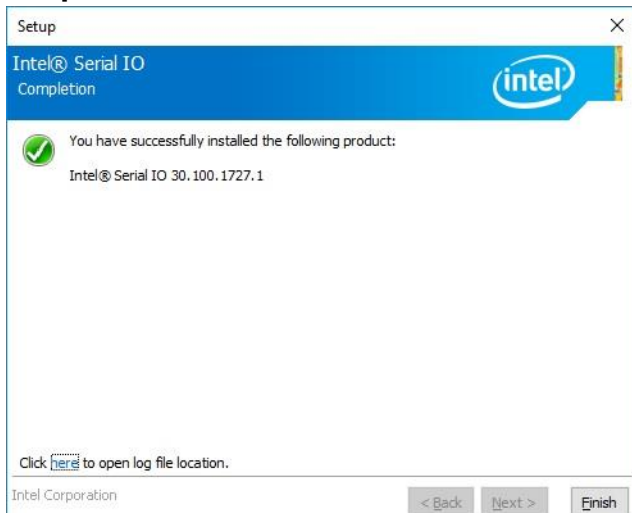 Setup
Intel® Serial IO
Completion
intel
You have successfully installed the following product:
Intel® Serial IO 30.100.1727.1
Click here to open log file location.
Intel Corporation
< Back Next > Finish